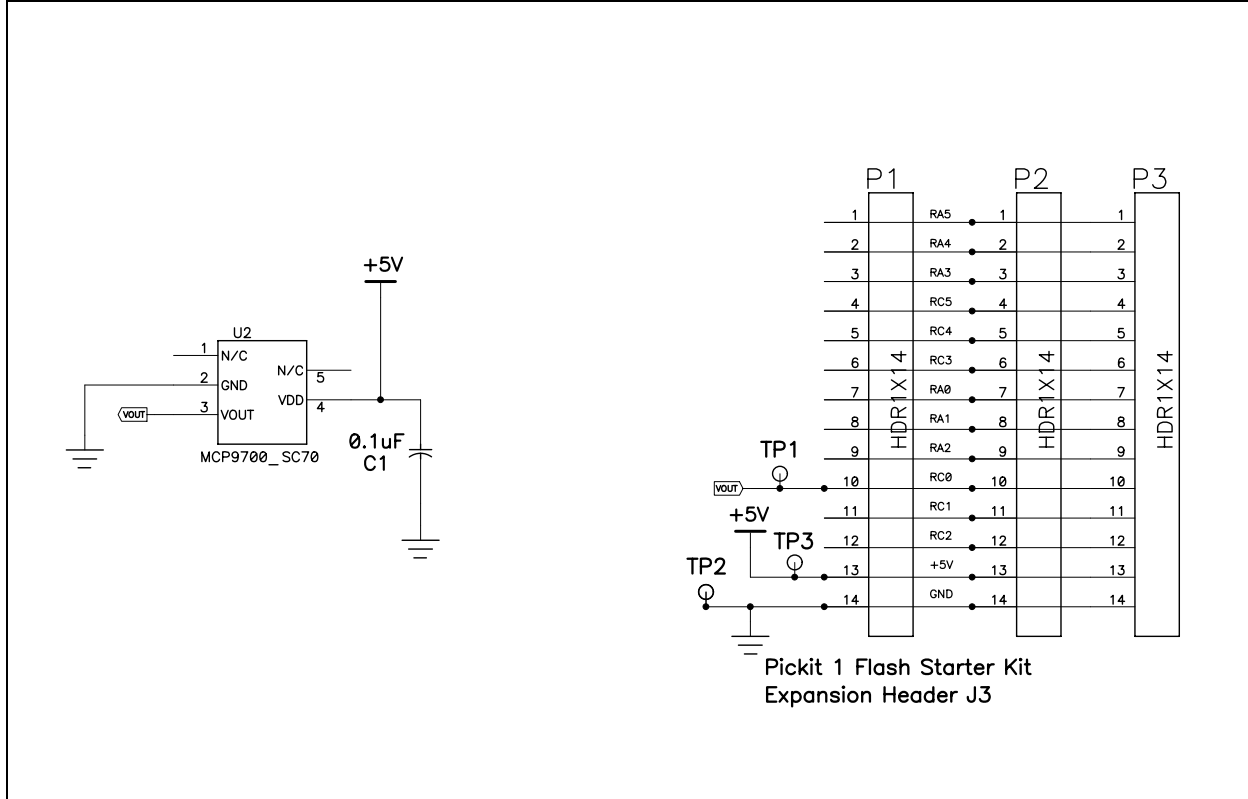 +5V
U2
1 N/C
N/C 5
2 GND
VDD 4
VOUT 3 VOUT
MCP9700_SC70
0.1uF
C1
P1 P2 P3
1 RA5 1 1
2 RA4 2 2
3 RA3 3 3
4 RC5 4 4
5 RC4 5 5
6 RC3 6 6
7 RA0 7 7
8 RA1 8 8
9 RA2 9 9
10 RC0 10 10
11 RC1 11 11
12 RC2 12 12
13 +5V 13 13
14 GND 14 14
HDR1X14 HDR1X14 HDR1X14
TP1
VOUT
+5V
TP3
TP2
Pickit 1 Flash Starter Kit
Expansion Header J3